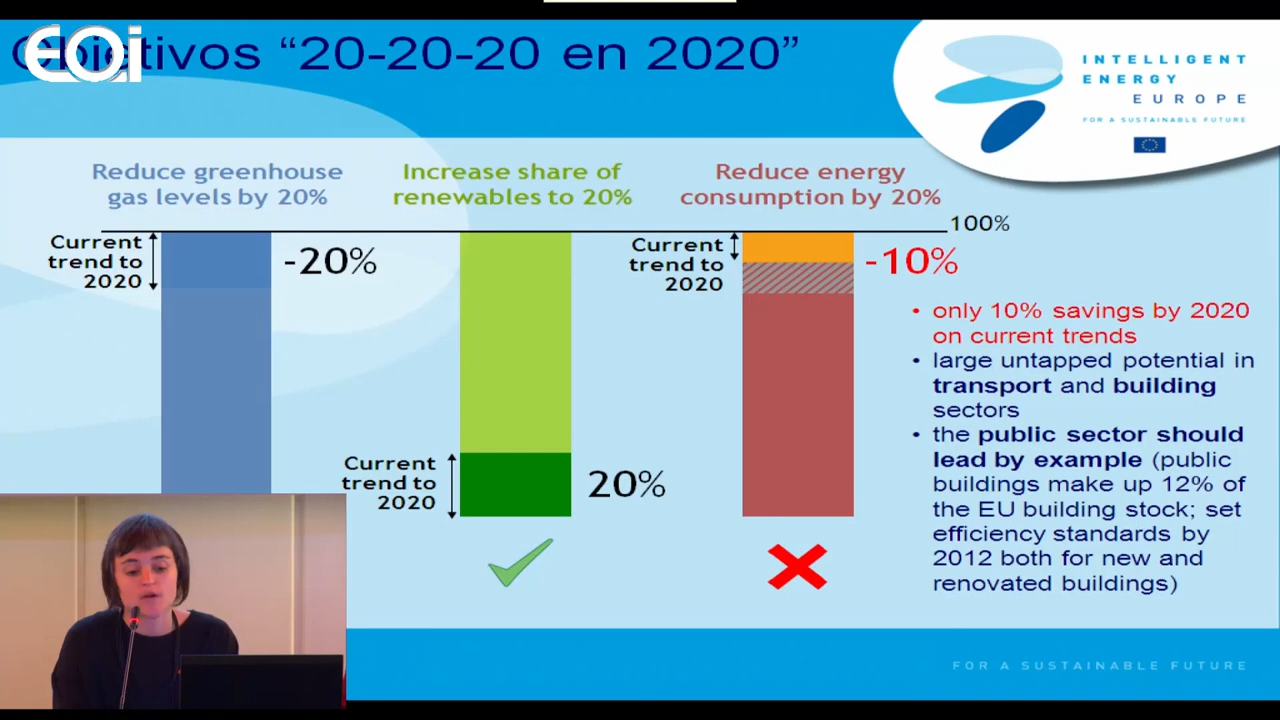 EOi
Objetivos “20-20-20 en 2020”
INTELLIGENT
ENERGY
EUROPE
FOR A SUSTAINABLE FUTURE
Reduce greenhouse
gas levels by 20%
Increase share of
renewables to 20%
Reduce energy
consumption by 20%
100%
Current
trend to
2020
-20%
Current
trend to
2020
20%
Current
trend to
2020
-10%
• only 10% savings by 2020
on current trends
• large untapped potential in
transport and building
sectors
• the public sector should
lead by example (public
buildings make up 12% of
the EU building stock; set
efficiency standards by
2012 both for new and
renovated buildings)
FOR A SUSTAINABLE FUTURE